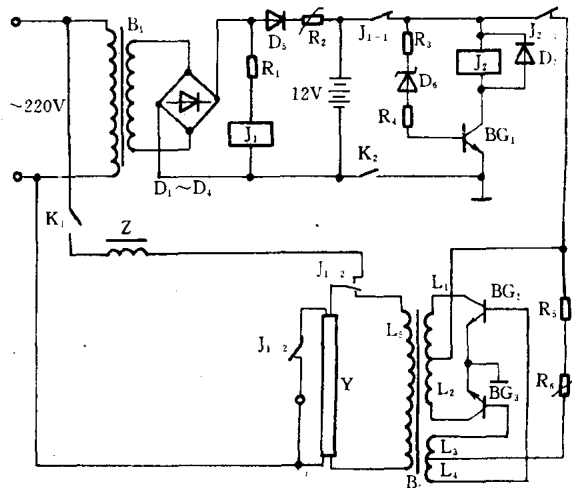 B₁
D₅
R₂
J₁₋₁
J₂₋
R₃
R₁
D₆
J₂
D₇
~220V
12V
J₁
R₄
BG₁
K₂
D₁～D₄
K₁
Z
J₁₋₂
L₁
BG₂
L₅
R₅
J₁₋₂
Y
L₂
BG₃
R₆
L₃
L₄
B₂